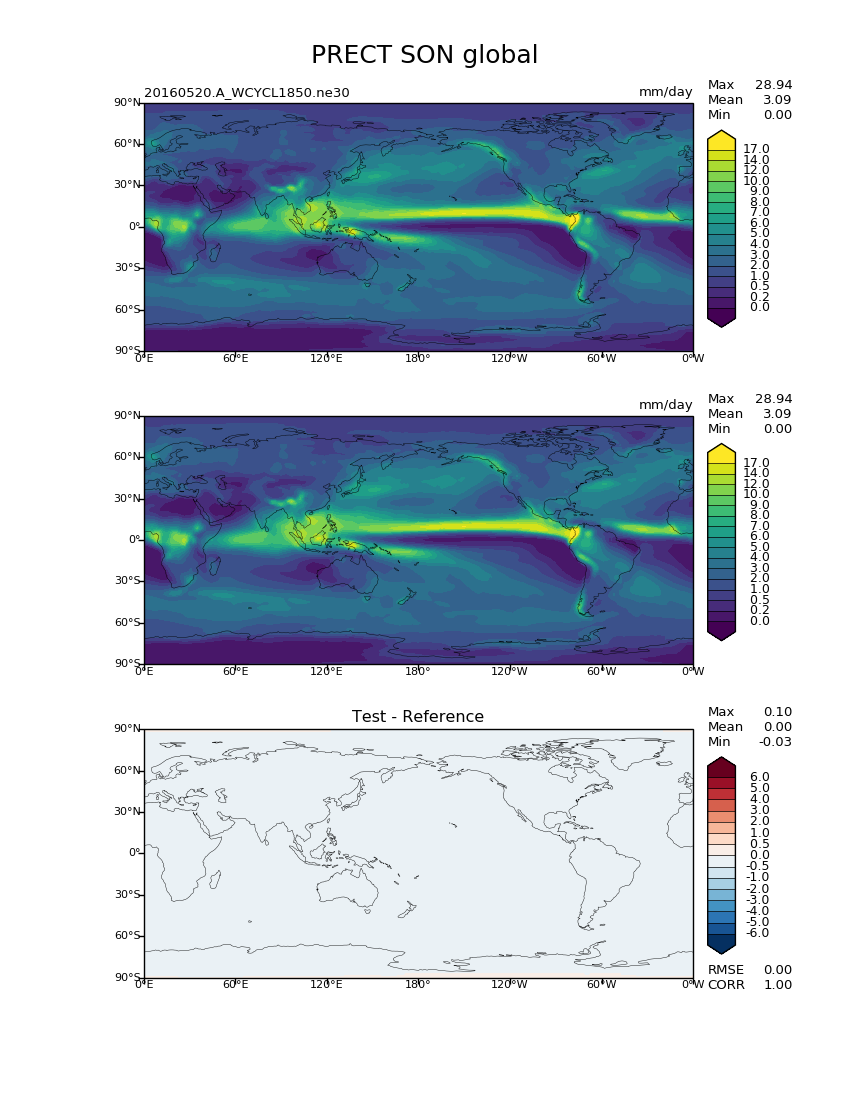 PRECT SON global
20160520.A_WCYCL1850.ne30
mm/day
Max 28.94
Mean 3.09
Min 0.00
90°N
60°N
30°N
0°
30°S
60°S
90°S
0°E 60°E 120°E 180° 120°W 60°W 0°W
17.0
14.0
12.0
10.0
9.0
8.0
7.0
6.0
5.0
4.0
3.0
2.0
1.0
0.5
0.2
0.0
mm/day
Max 28.94
Mean 3.09
Min 0.00
90°N
60°N
30°N
0°
30°S
60°S
90°S
0°E 60°E 120°E 180° 120°W 60°W 0°W
17.0
14.0
12.0
10.0
9.0
8.0
7.0
6.0
5.0
4.0
3.0
2.0
1.0
0.5
0.2
0.0
Test - Reference
Max 0.10
Mean 0.00
Min -0.03
90°N
60°N
30°N
0°
30°S
60°S
90°S
0°E 60°E 120°E 180° 120°W 60°W 0°W
6.0
5.0
4.0
3.0
2.0
1.0
0.5
0.0
-0.5
-1.0
-2.0
-3.0
-4.0
-5.0
-6.0
RMSE 0.00
CORR 1.00